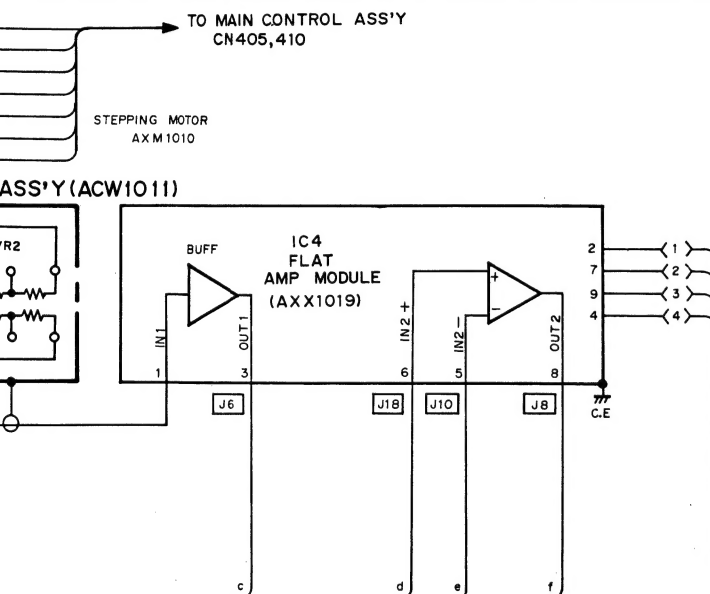 TO MAIN CONTROL ASS'Y
CN405,410
STEPPING MOTOR
AXM1010
ASS'Y(ACW1011)
VR2
BUFF
IC4
FLAT
AMP MODULE
(AXX1019)
+
−
IN1
OUT1
IN2+
IN2−
OUT2
2
7
9
4
1
2
3
4
1
3
6
5
8
J6
J18
J10
J8
C.E
c
d
e
f